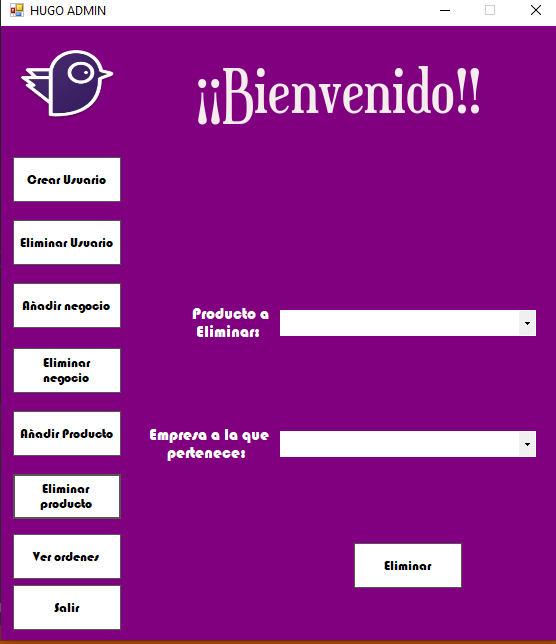 HUGO ADMIN
¡¡Bienvenido!!
Crear Usuario
Eliminar Usuario
Añadir negocio
Eliminar
negocio
Añadir Producto
Eliminar
producto
Ver ordenes
Salir
Producto a
Eliminar:
Empresa a la que
pertenece:
Eliminar